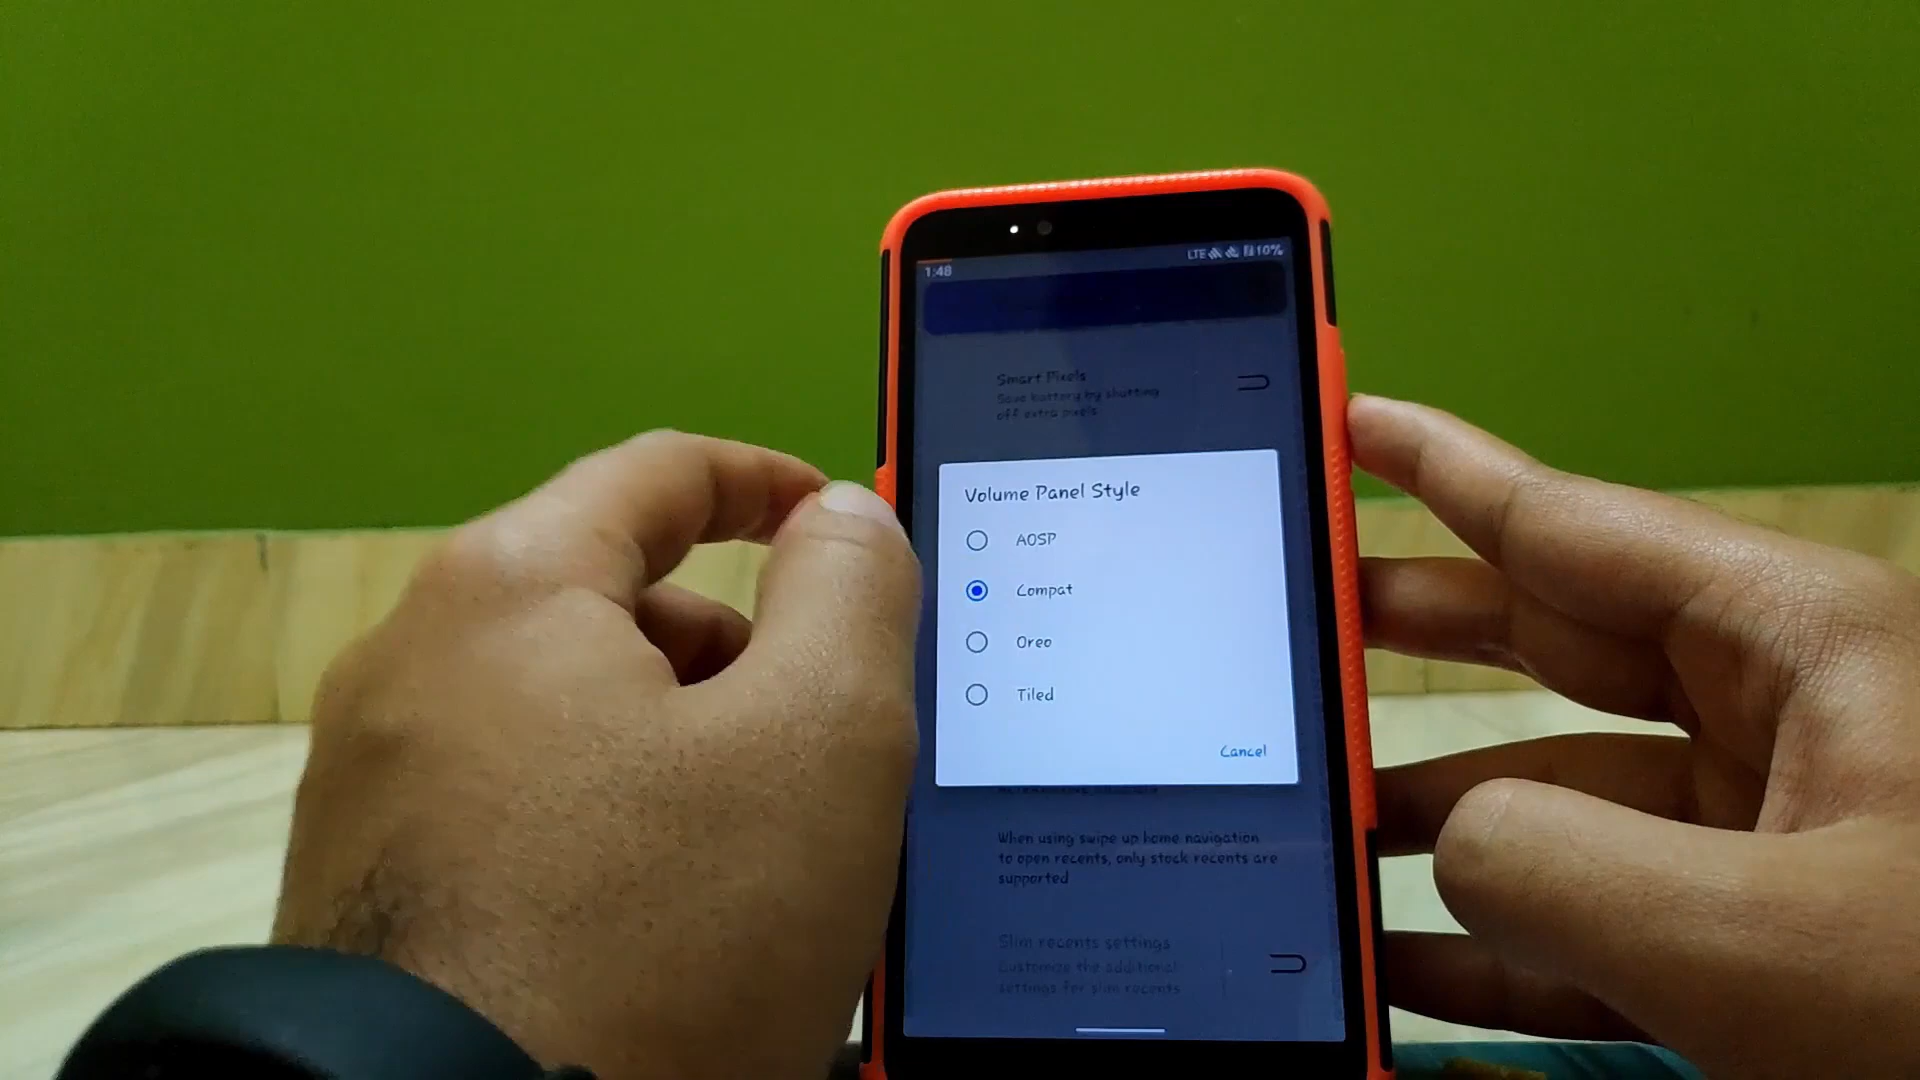 1:48
LTE 10%
Smart Pixels
Save battery by shutting
off extra pixels
Volume Panel Style
AOSP
Compat
Oreo
Tiled
Cancel
When using swipe up home navigation
to open recents, only stock recents are
supported
Slim recents settings
Customize the additional
settings for slim recents